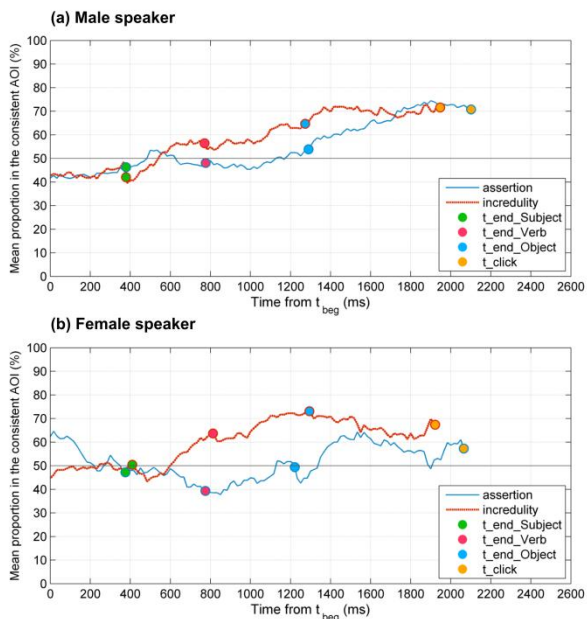 (a) Male speaker
Mean proportion in the consistent AOI (%)
100
90
80
70
60
50
40
30
20
10
0
assertion
incredulity
t_end_Subject
t_end_Verb
t_end_Object
t_click
0 200 400 600 800 1000 1200 1400 1600 1800 2000 2200 2400 2600
Time from t_beg (ms)
(b) Female speaker
Mean proportion in the consistent AOI (%)
100
90
80
70
60
50
40
30
20
10
0
assertion
incredulity
t_end_Subject
t_end_Verb
t_end_Object
t_click
0 200 400 600 800 1000 1200 1400 1600 1800 2000 2200 2400 2600
Time from t_beg (ms)